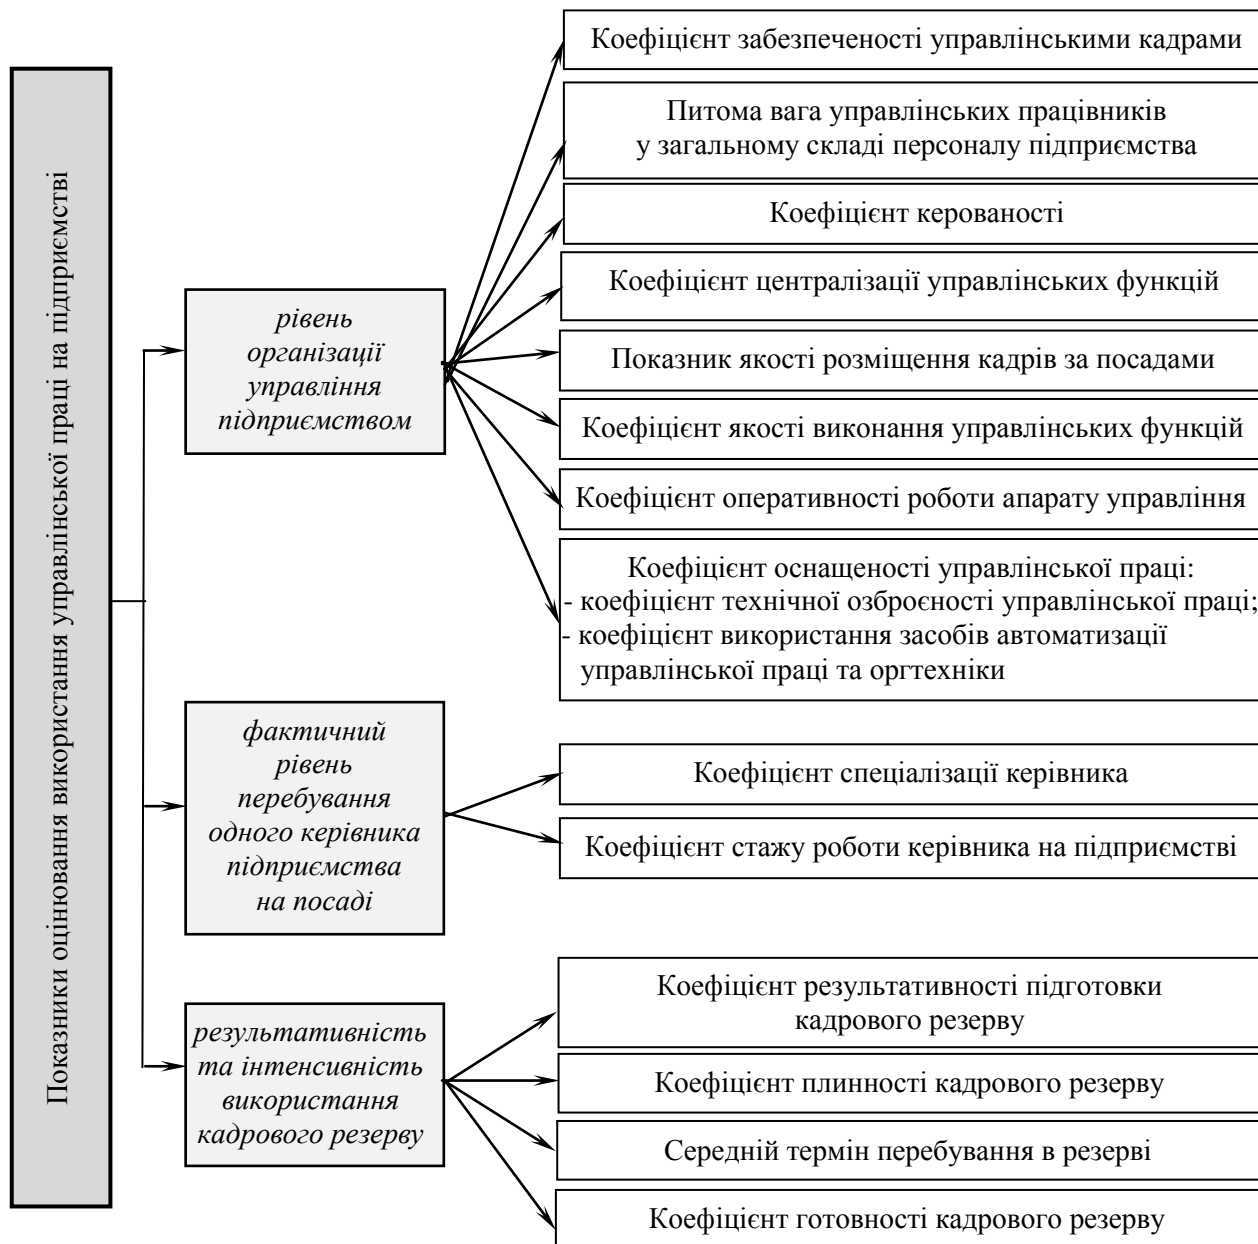 Показники оцінювання використання управлінської праці на підприємстві
рівень
організації
управління
підприємством
Коефіцієнт забезпеченості управлінськими кадрами
Питома вага управлінських працівників
у загальному складі персоналу підприємства
Коефіцієнт керованості
Коефіцієнт централізації управлінських функцій
Показник якості розміщення кадрів за посадами
Коефіцієнт якості виконання управлінських функцій
Коефіцієнт оперативності роботи апарату управління
Коефіцієнт оснащеності управлінської праці:
- коефіцієнт технічної озброєності управлінської праці;
- коефіцієнт використання засобів автоматизації
управлінської праці та оргтехніки
фактичний
рівень
перебування
одного керівника
підприємства
на посаді
Коефіцієнт спеціалізації керівника
Коефіцієнт стажу роботи керівника на підприємстві
результативність
та інтенсивність
використання
кадрового резерву
Коефіцієнт результативності підготовки
кадрового резерву
Коефіцієнт плинності кадрового резерву
Середній термін перебування в резерві
Коефіцієнт готовності кадрового резерву